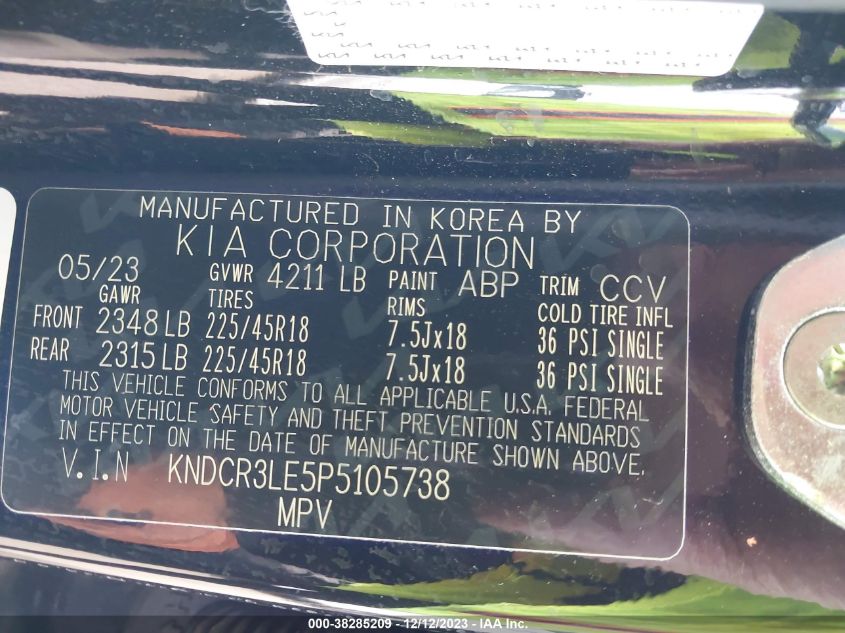 MANUFACTURED IN KOREA BY
KIA CORPORATION
05/23 GVWR 4211 LB PAINT ABP TRIM CCV
GAWR TIRES RIMS COLD TIRE INFL
FRONT 2348 LB 225/45R18 7.5Jx18 36 PSI SINGLE
REAR 2315 LB 225/45R18 7.5Jx18 36 PSI SINGLE
THIS VEHICLE CONFORMS TO ALL APPLICABLE U.S.A. FEDERAL
MOTOR VEHICLE SAFETY AND THEFT PREVENTION STANDARDS
IN EFFECT ON THE DATE OF MANUFACTURE SHOWN ABOVE.
V.I.N KNDCR3LE5P5105738
MPV
000-38285209 - 12/12/2023 - IAA Inc.